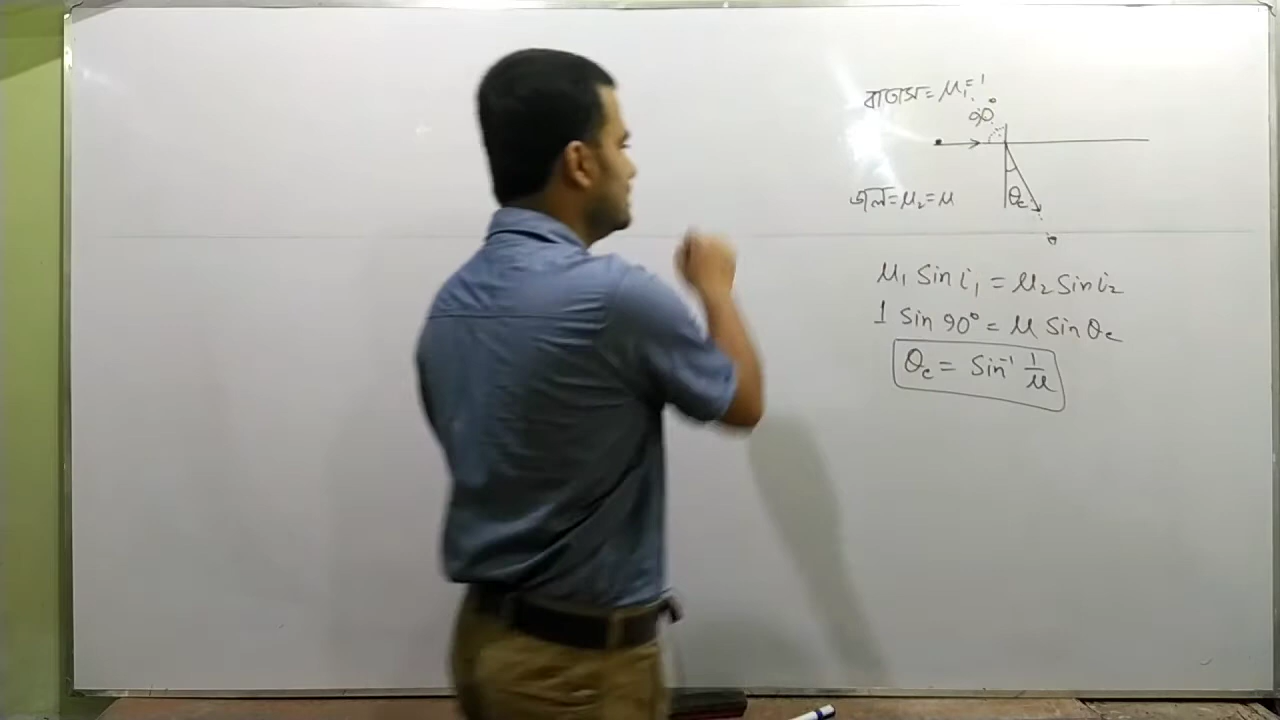 বাতাস = μ₁ = 1
90°
জল = μ₂ = μ
θc
μ₁ Sin i₁ = μ₂ Sin i₂
1 Sin 90° = μ Sin θc
θc = Sin⁻¹ 1/μ